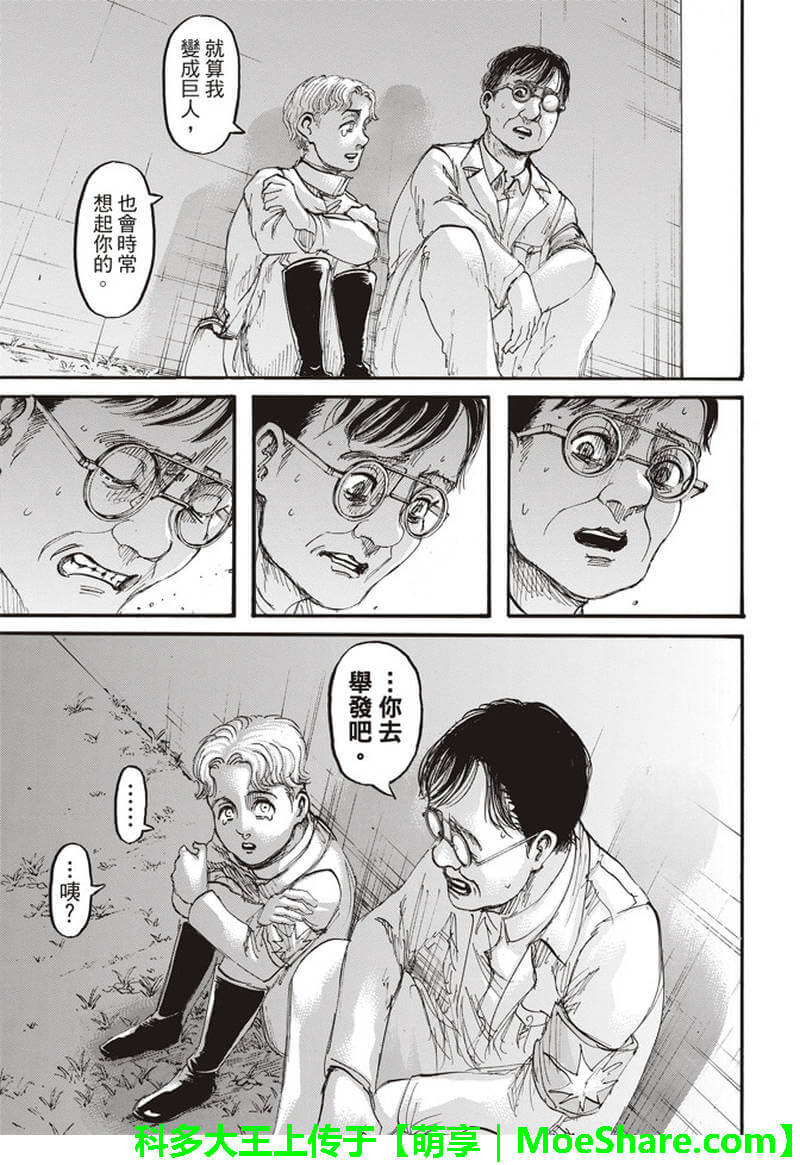 就算我
變成巨人，
也會時常
想起你的。
…你去
舉發吧。
……
…咦？
科多大王上传于【萌享】| MoeShare.com】